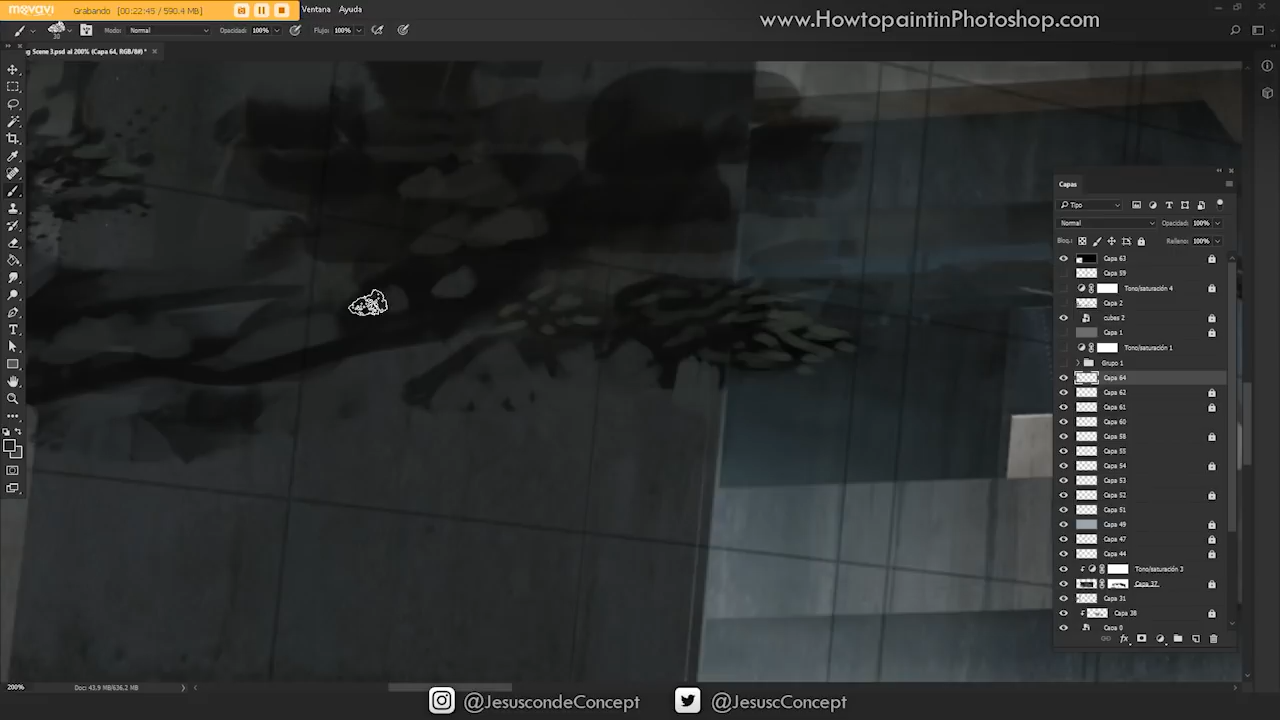 movavi Grabando [00:22:45 / 590.4 MB] Ventana Ayuda
www.HowtopaintinPhotoshop.com
30 Modo: Normal Opacidad: 100% Flujo: 100%
g Scene 3.psd al 200% (Capa 64, RGB/8#) *
Capas
Tipo
Normal Opacidad: 100%
Bloq.: Relleno: 100%
Capa 63
Capa 59
Tono/saturación 4
Capa 2
cubes 2
Capa 1
Tono/saturación 1
Grupo 1
Capa 64
Capa 62
Capa 61
Capa 60
Capa 58
Capa 55
Capa 54
Capa 53
Capa 52
Capa 51
Capa 49
Capa 47
Capa 44
Tono/saturación 3
Capa 37
Capa 31
Capa 38
Capa 0
fx
200% Doc: 43.9 MB/636.2 MB
@JesuscondeConcept @JesuscConcept